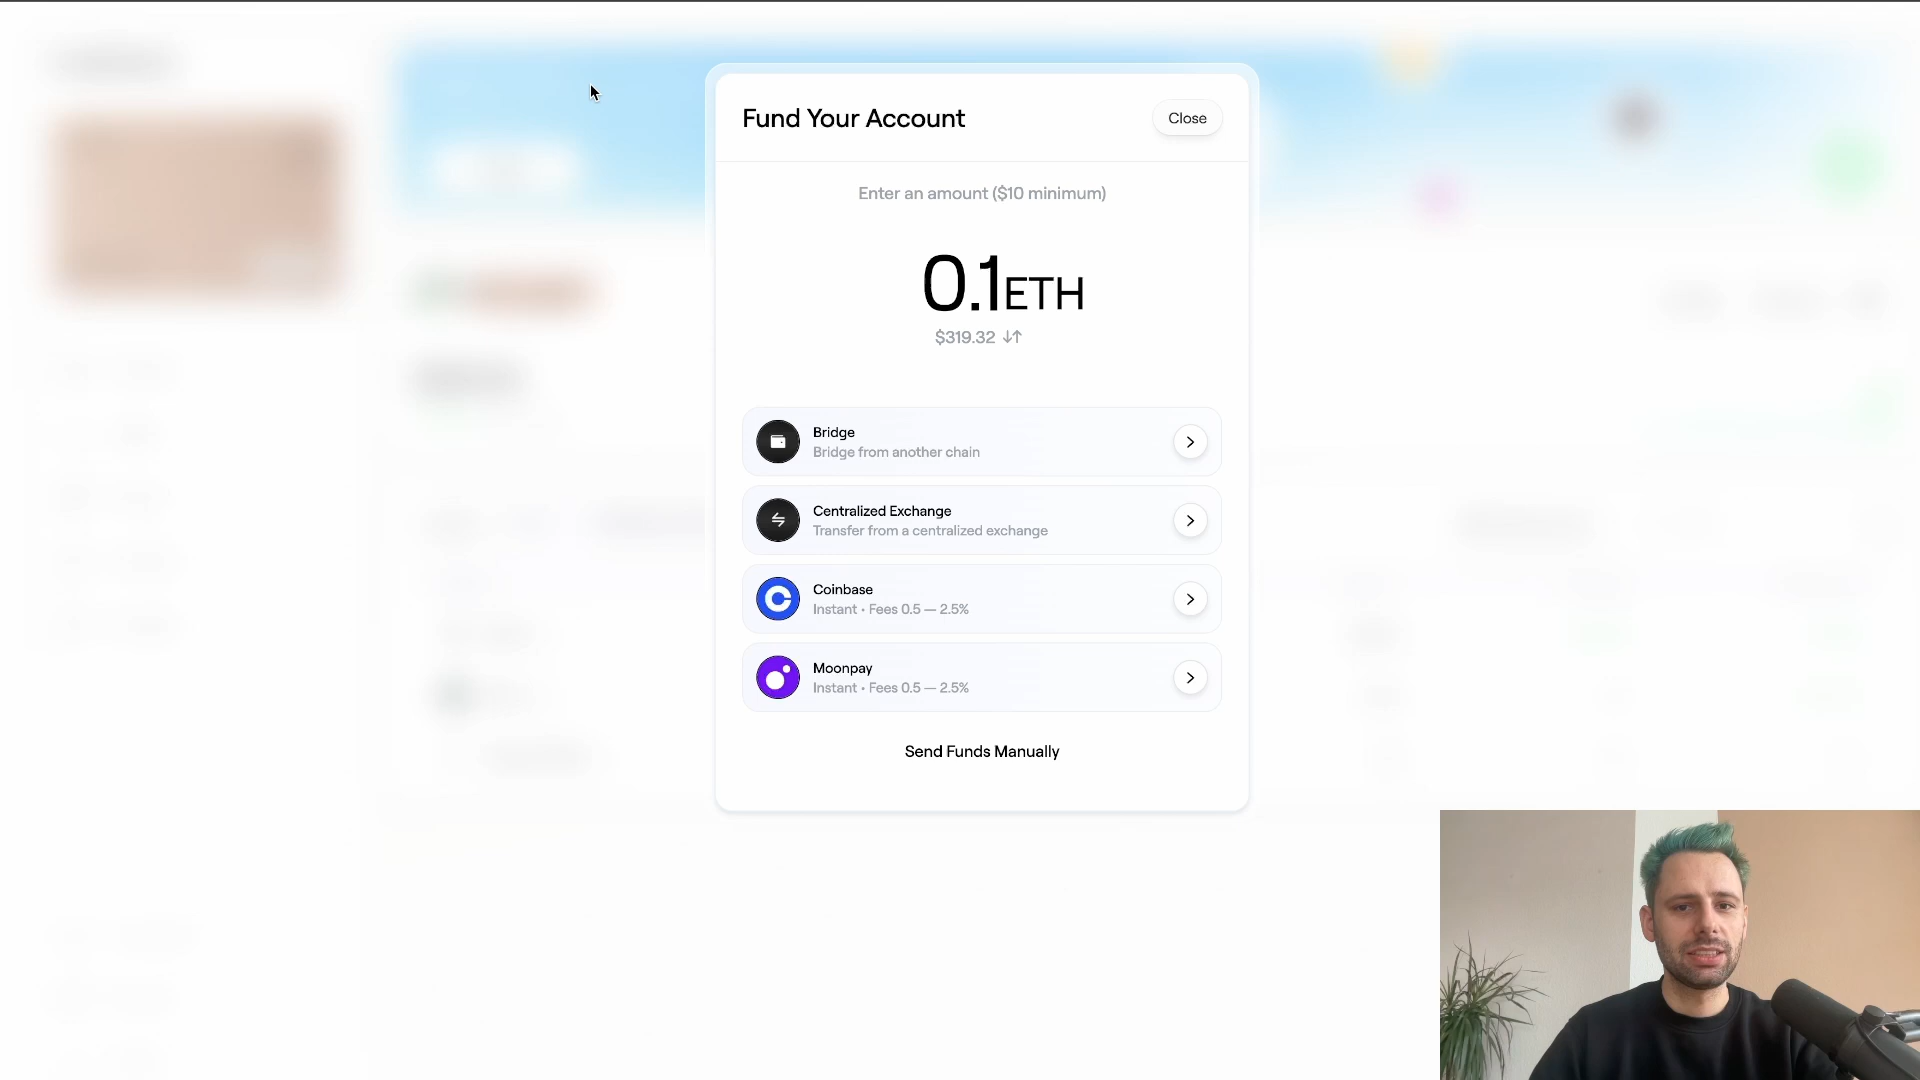 Fund Your Account
Close
Enter an amount ($10 minimum)
0.1ETH
$319.32
Bridge
Bridge from another chain
Centralized Exchange
Transfer from a centralized exchange
Coinbase
Instant • Fees 0.5 — 2.5%
Moonpay
Instant • Fees 0.5 — 2.5%
Send Funds Manually